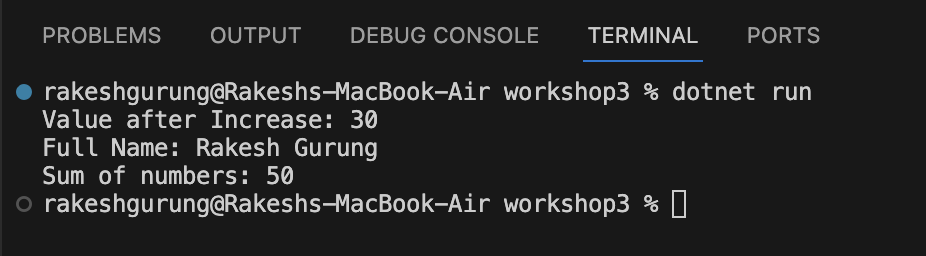 PROBLEMS OUTPUT DEBUG CONSOLE TERMINAL PORTS
rakeshgurung@Rakeshs-MacBook-Air workshop3 % dotnet run
Value after Increase: 30
Full Name: Rakesh Gurung
Sum of numbers: 50
rakeshgurung@Rakeshs-MacBook-Air workshop3 %